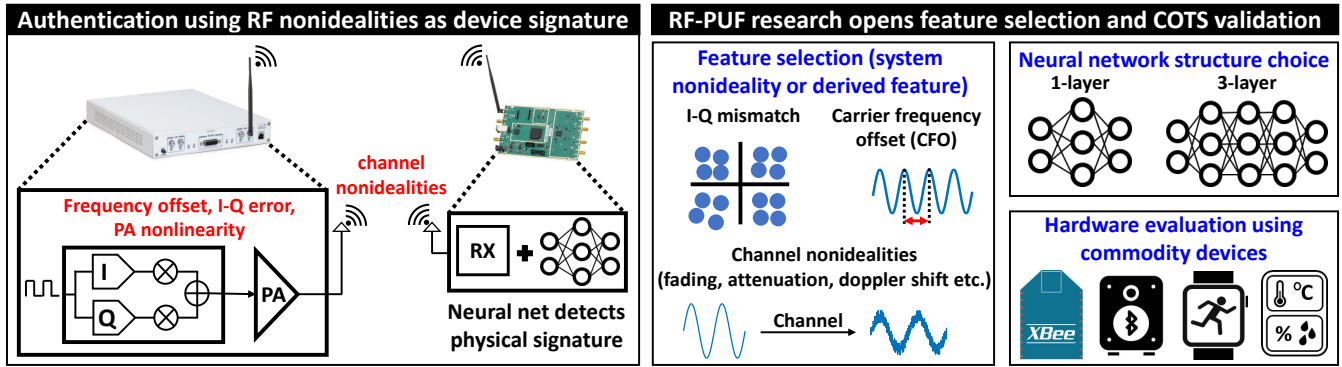 Authentication using RF nonidealities as device signature
channel
nonidealities
Frequency offset, I-Q error,
PA nonlinearity
I
Q
PA
RX
+
Neural net detects
physical signature
RF-PUF research opens feature selection and COTS validation
Feature selection (system
nonideality or derived feature)
I-Q mismatch
Carrier frequency
offset (CFO)
Channel nonidealities
(fading, attenuation, doppler shift etc.)
Channel
Neural network structure choice
1-layer
3-layer
Hardware evaluation using
commodity devices
XBee
°C
%